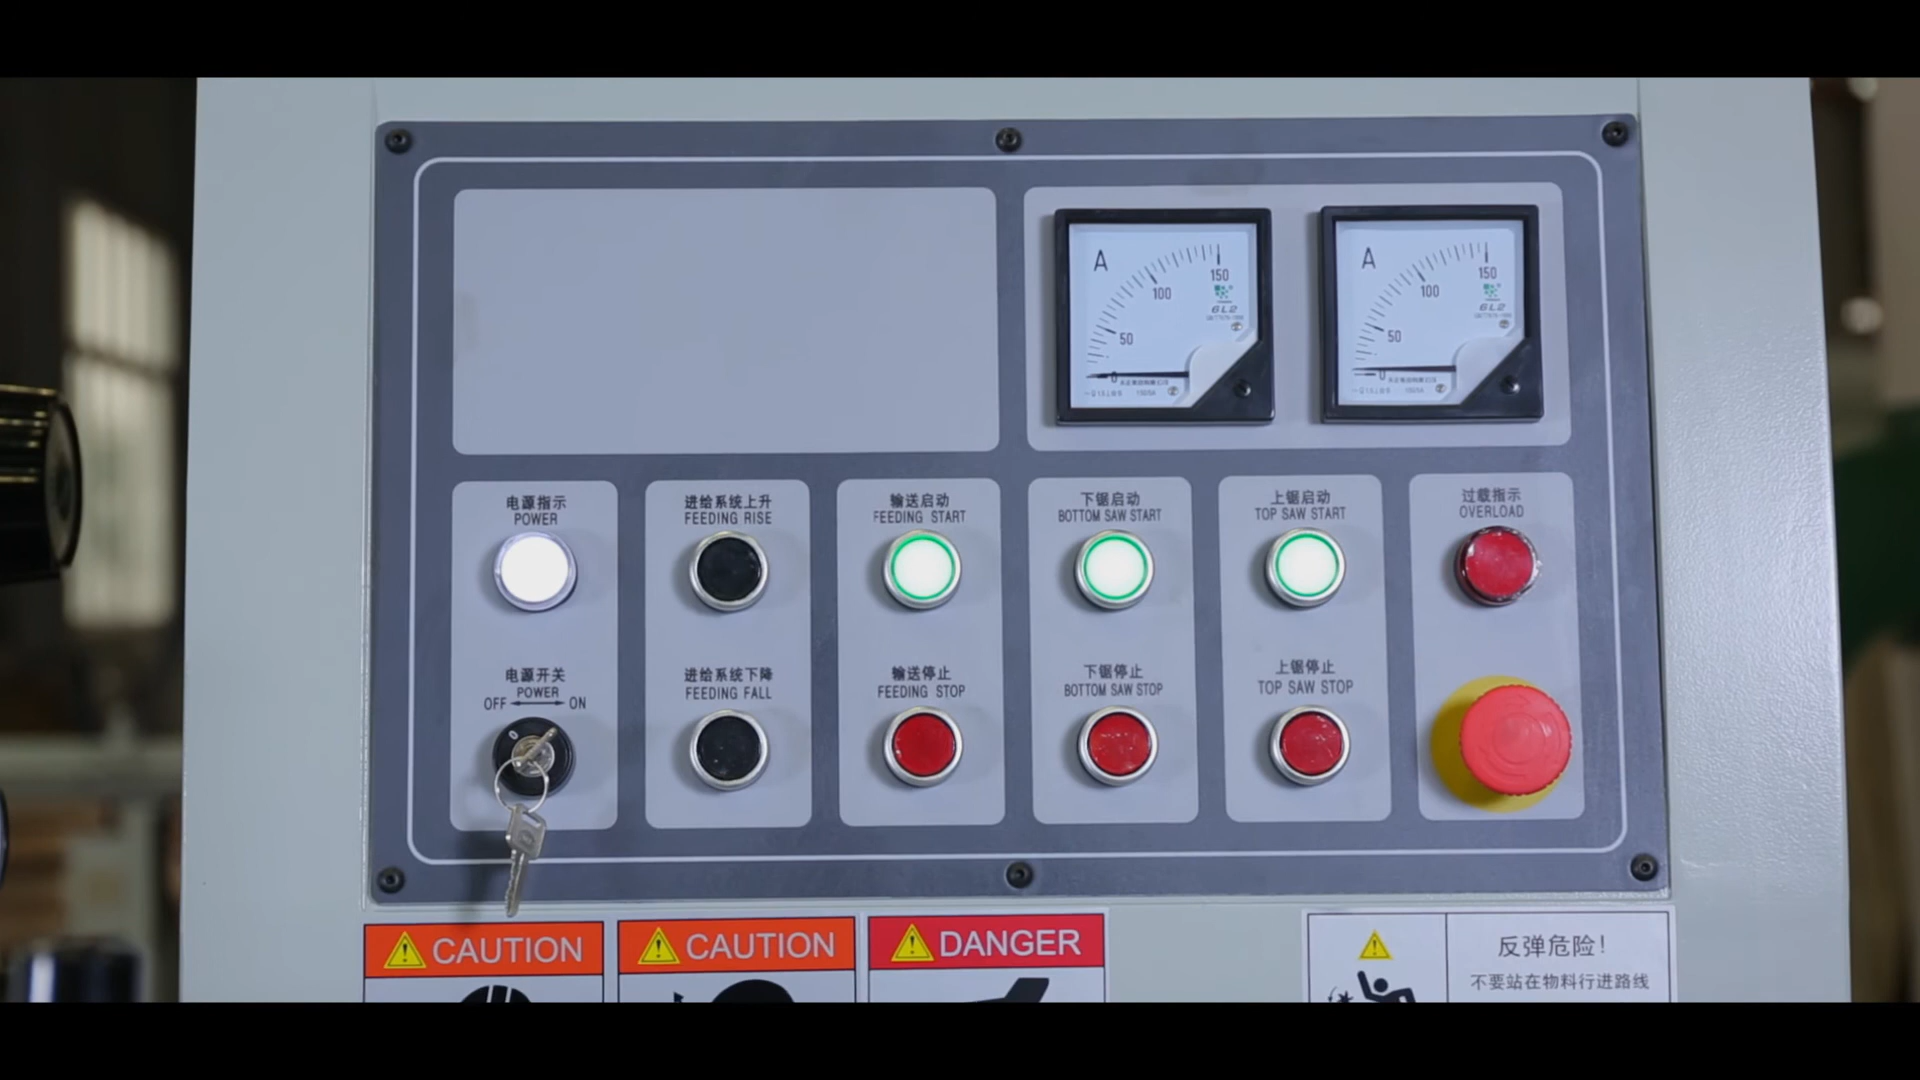 A
150
100
50
0
GL2
A
150
100
50
0
GL2
电源指示
POWER
进给系统上升
FEEDING RISE
输送启动
FEEDING START
下锯启动
BOTTOM SAW START
上锯启动
TOP SAW START
过载指示
OVERLOAD
电源开关
POWER
OFF ON
进给系统下降
FEEDING FALL
输送停止
FEEDING STOP
下锯停止
BOTTOM SAW STOP
上锯停止
TOP SAW STOP
CAUTION
CAUTION
DANGER
反弹危险!
不要站在物料行进路线